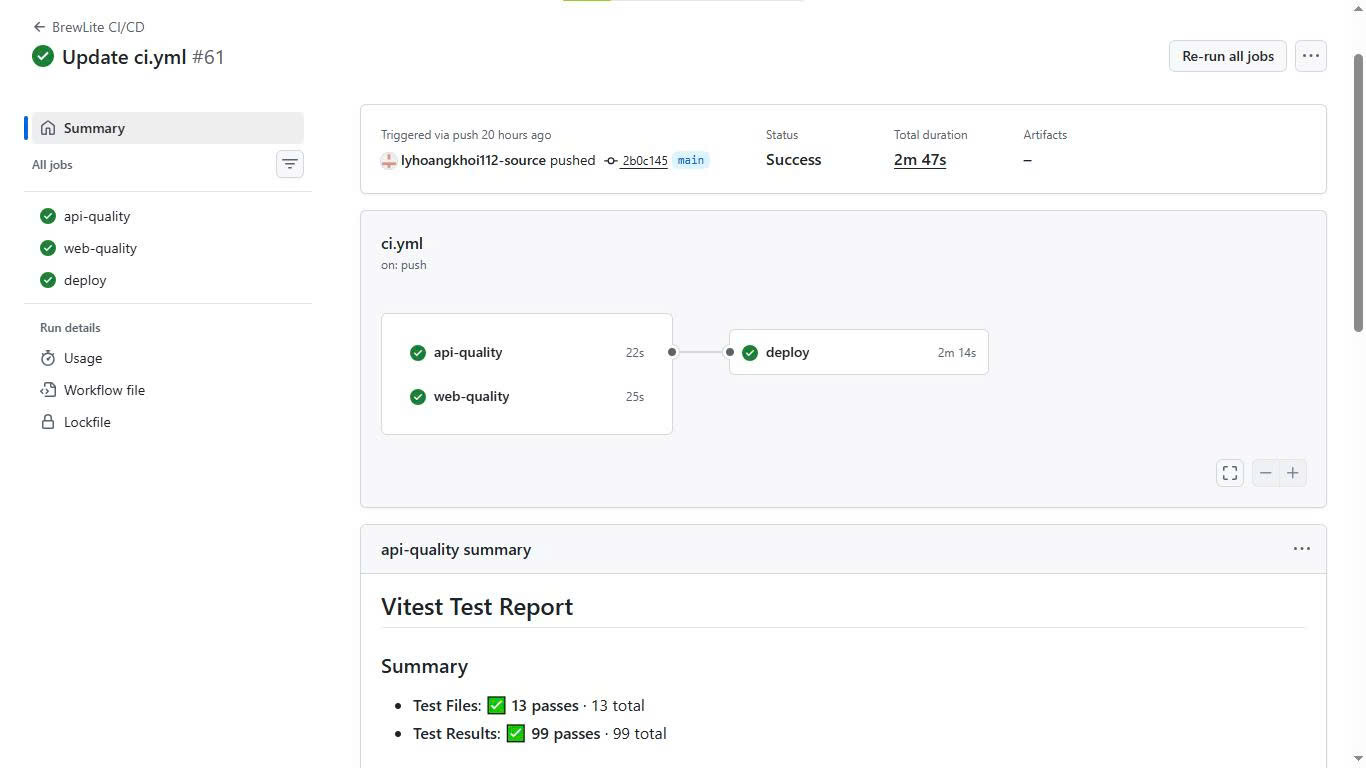 BrewLite CI/CD
Update ci.yml #61
Re-run all jobs
Summary
All jobs
api-quality
web-quality
deploy
Run details
Usage
Workflow file
Lockfile
Triggered via push 20 hours ago
lyhoangkhoi112-source pushed 2b0c145 main
Status
Success
Total duration
2m 47s
Artifacts
–
ci.yml
on: push
api-quality 22s
web-quality 25s
deploy 2m 14s
api-quality summary
Vitest Test Report
Summary
• Test Files: ✅ 13 passes · 13 total
• Test Results: ✅ 99 passes · 99 total